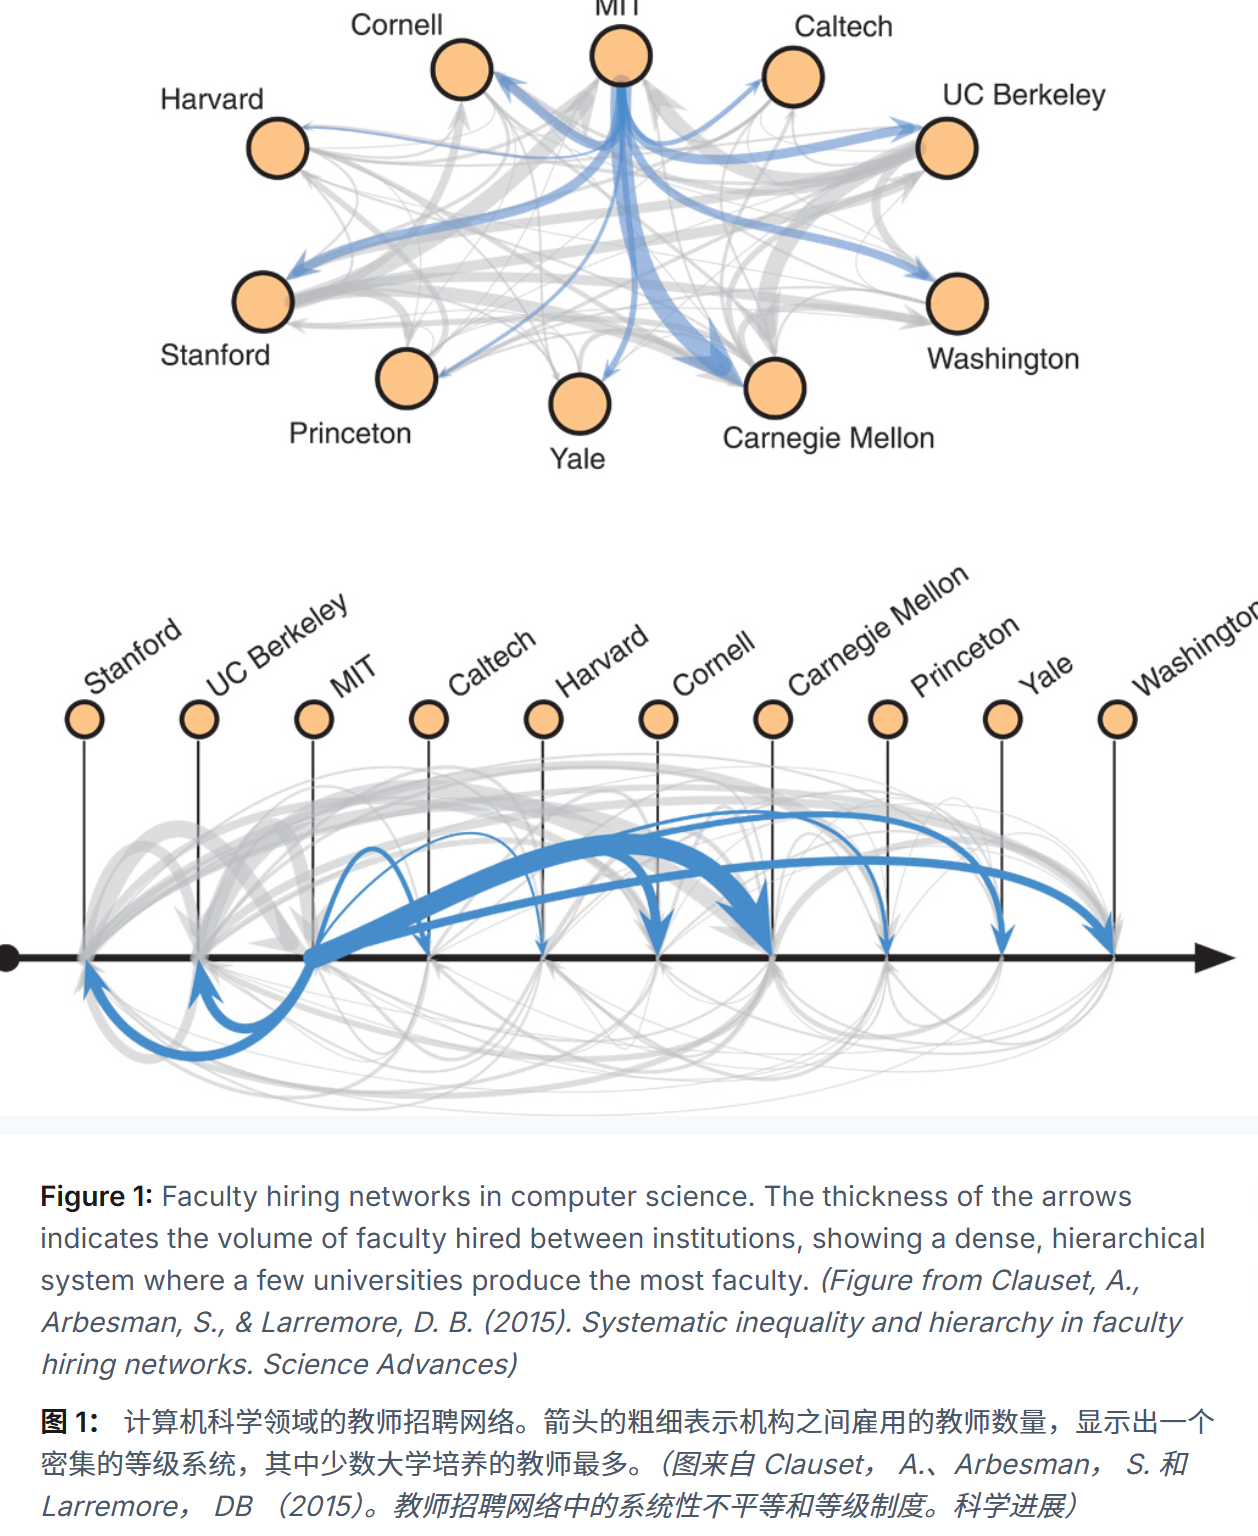 MIT
Cornell
Caltech
Harvard
UC Berkeley
Stanford
Washington
Princeton
Carnegie Mellon
Yale
Stanford
UC Berkeley
MIT
Caltech
Harvard
Cornell
Carnegie Mellon
Princeton
Yale
Washington
Figure 1: Faculty hiring networks in computer science. The thickness of the arrows
indicates the volume of faculty hired between institutions, showing a dense, hierarchical
system where a few universities produce the most faculty. (Figure from Clauset, A.,
Arbesman, S., & Larremore, D. B. (2015). Systematic inequality and hierarchy in faculty
hiring networks. Science Advances)
图 1： 计算机科学领域的教师招聘网络。箭头的粗细表示机构之间雇用的教师数量，显示出一个
密集的等级系统，其中少数大学培养的教师最多。（图来自 Clauset， A.、Arbesman， S. 和
Larremore， DB （2015）。教师招聘网络中的系统性不平等和等级制度。科学进展）